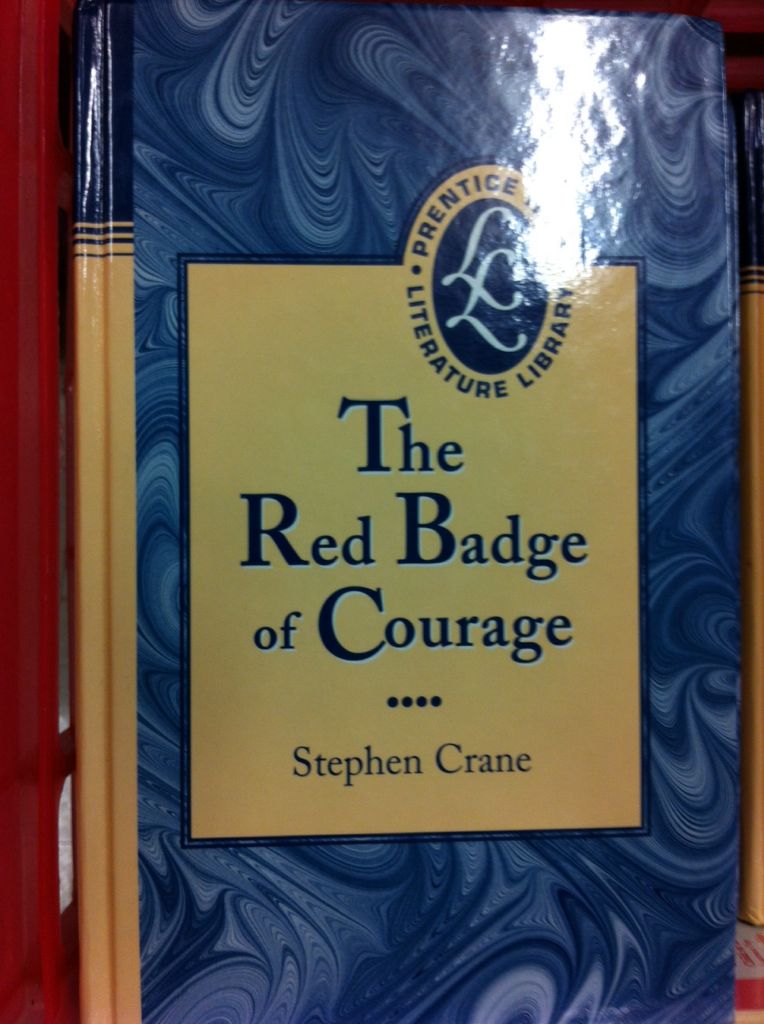 PRENTICE
LITERATURE LIBRARY
LL
The
Red Badge
of Courage
Stephen Crane